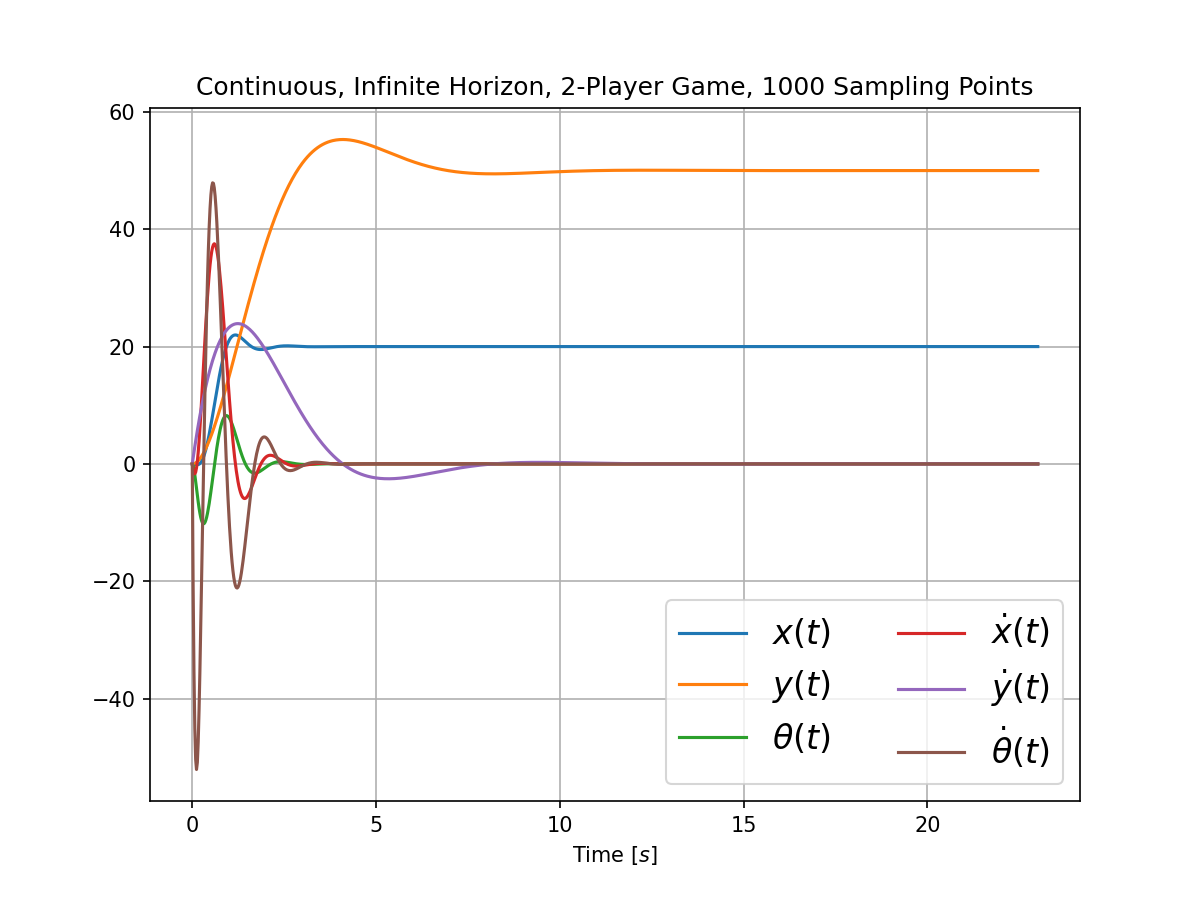 Continuous, Infinite Horizon, 2-Player Game, 1000 Sampling Points
60
40
20
0
−20
−40
0 5 10 15 20
Time [s]
x(t)
y(t)
θ(t)
ẋ(t)
ẏ(t)
θ̇(t)